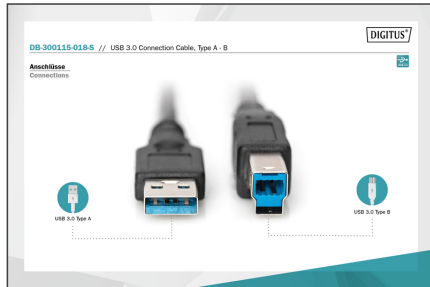 DIGITUS®
DB-300115-018-S // USB 3.0 Connection Cable, Type A - B
Anschlüsse
Connections
USB 3.0 Type A
USB 3.0 Type B